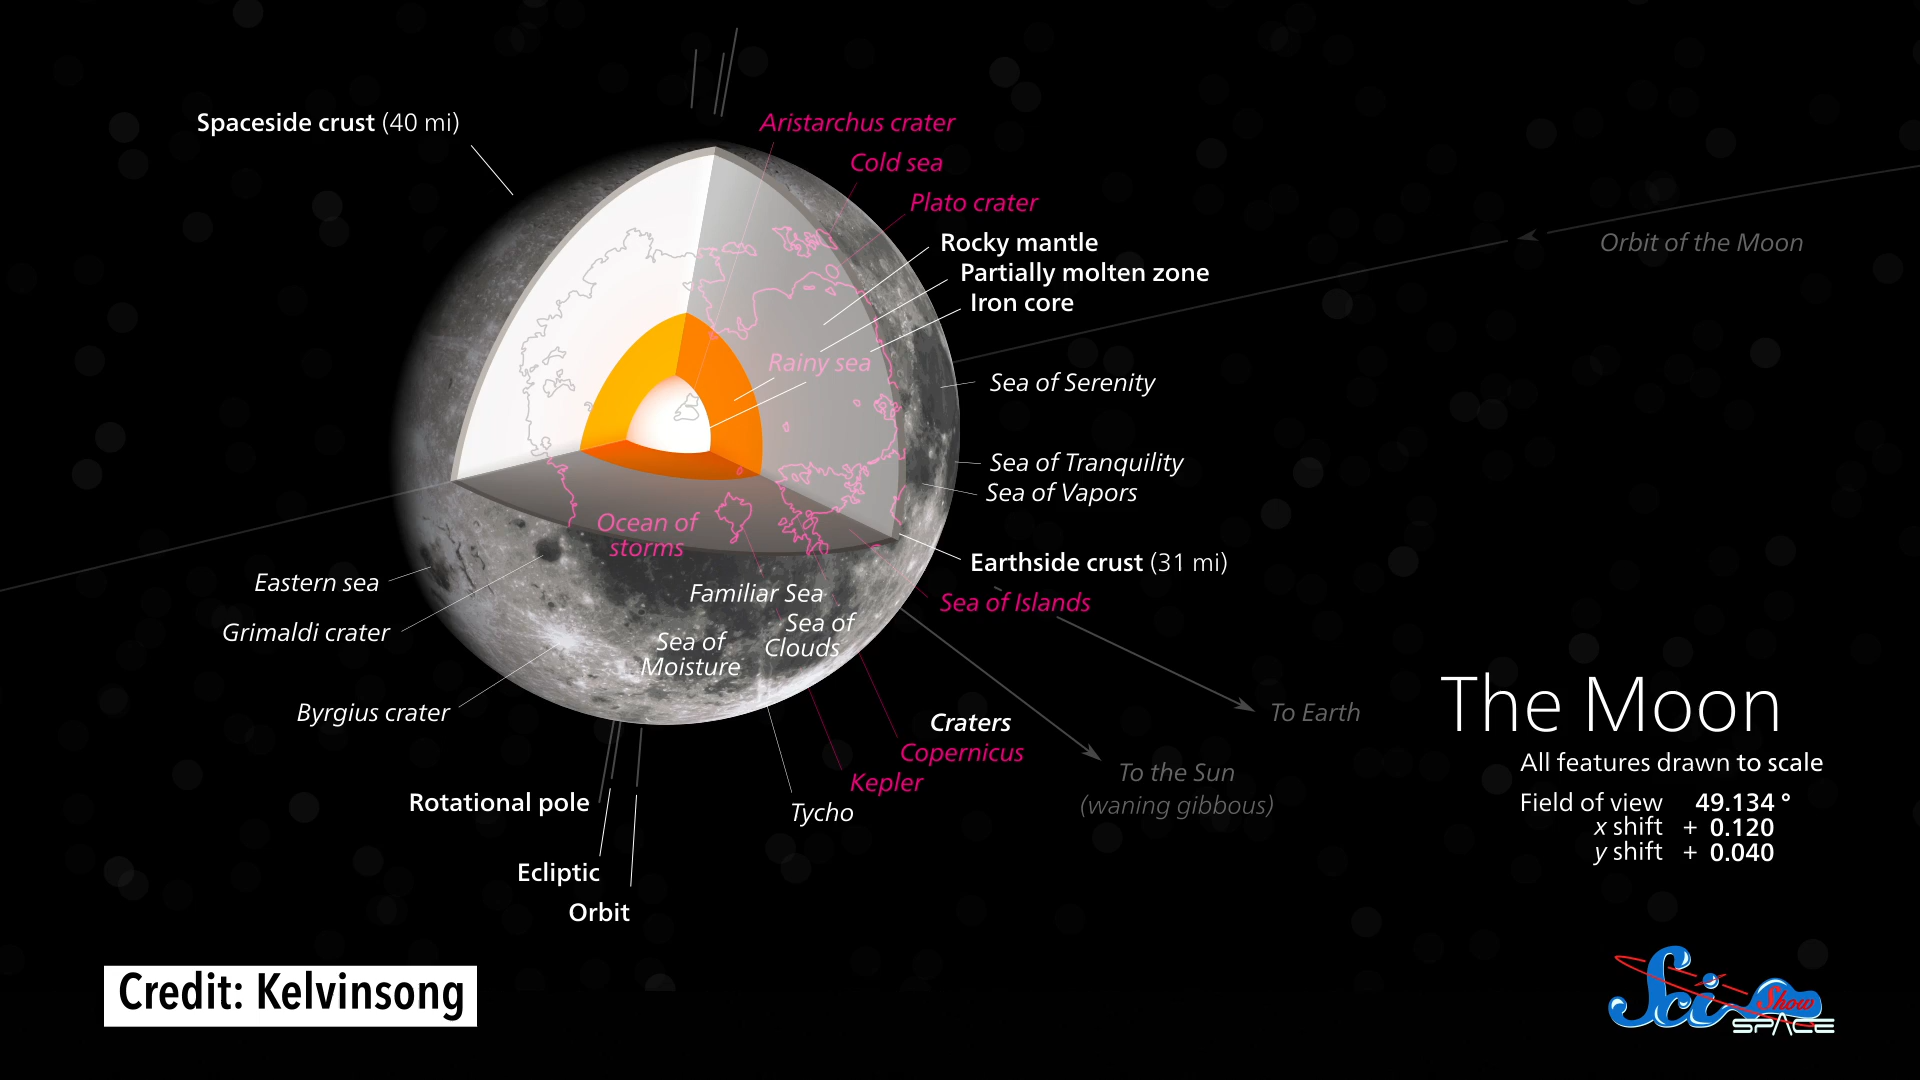 Spaceside crust (40 mi)
Aristarchus crater
Cold sea
Plato crater
Rocky mantle
Partially molten zone
Iron core
Orbit of the Moon
Rainy sea
Sea of Serenity
Sea of Tranquility
Sea of Vapors
Ocean of
storms
Earthside crust (31 mi)
Sea of Islands
Eastern sea
Grimaldi crater
Byrgius crater
Familiar Sea
Sea of
Clouds
Sea of
Moisture
Craters
Copernicus
Kepler
Tycho
To Earth
To the Sun
(waning gibbous)
Rotational pole
Ecliptic
Orbit
The Moon
All features drawn to scale
Field of view 49.134 °
x shift + 0.120
y shift + 0.040
Credit: Kelvinsong
Sci Show
SPACE